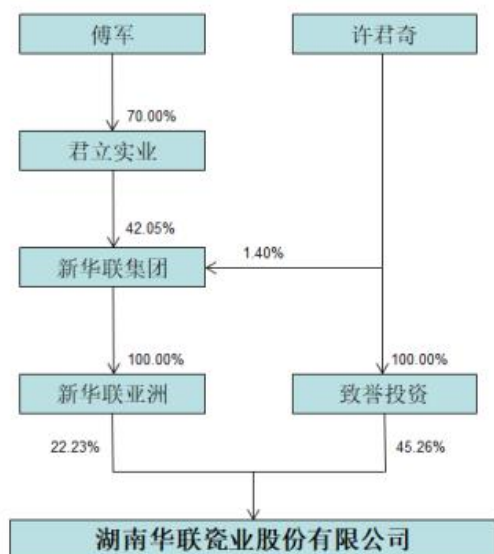 傅军
许君奇
70.00%
君立实业
42.05%
1.40%
新华联集团
100.00%
100.00%
新华联亚洲
致誉投资
22.23%
45.26%
湖南华联瓷业股份有限公司